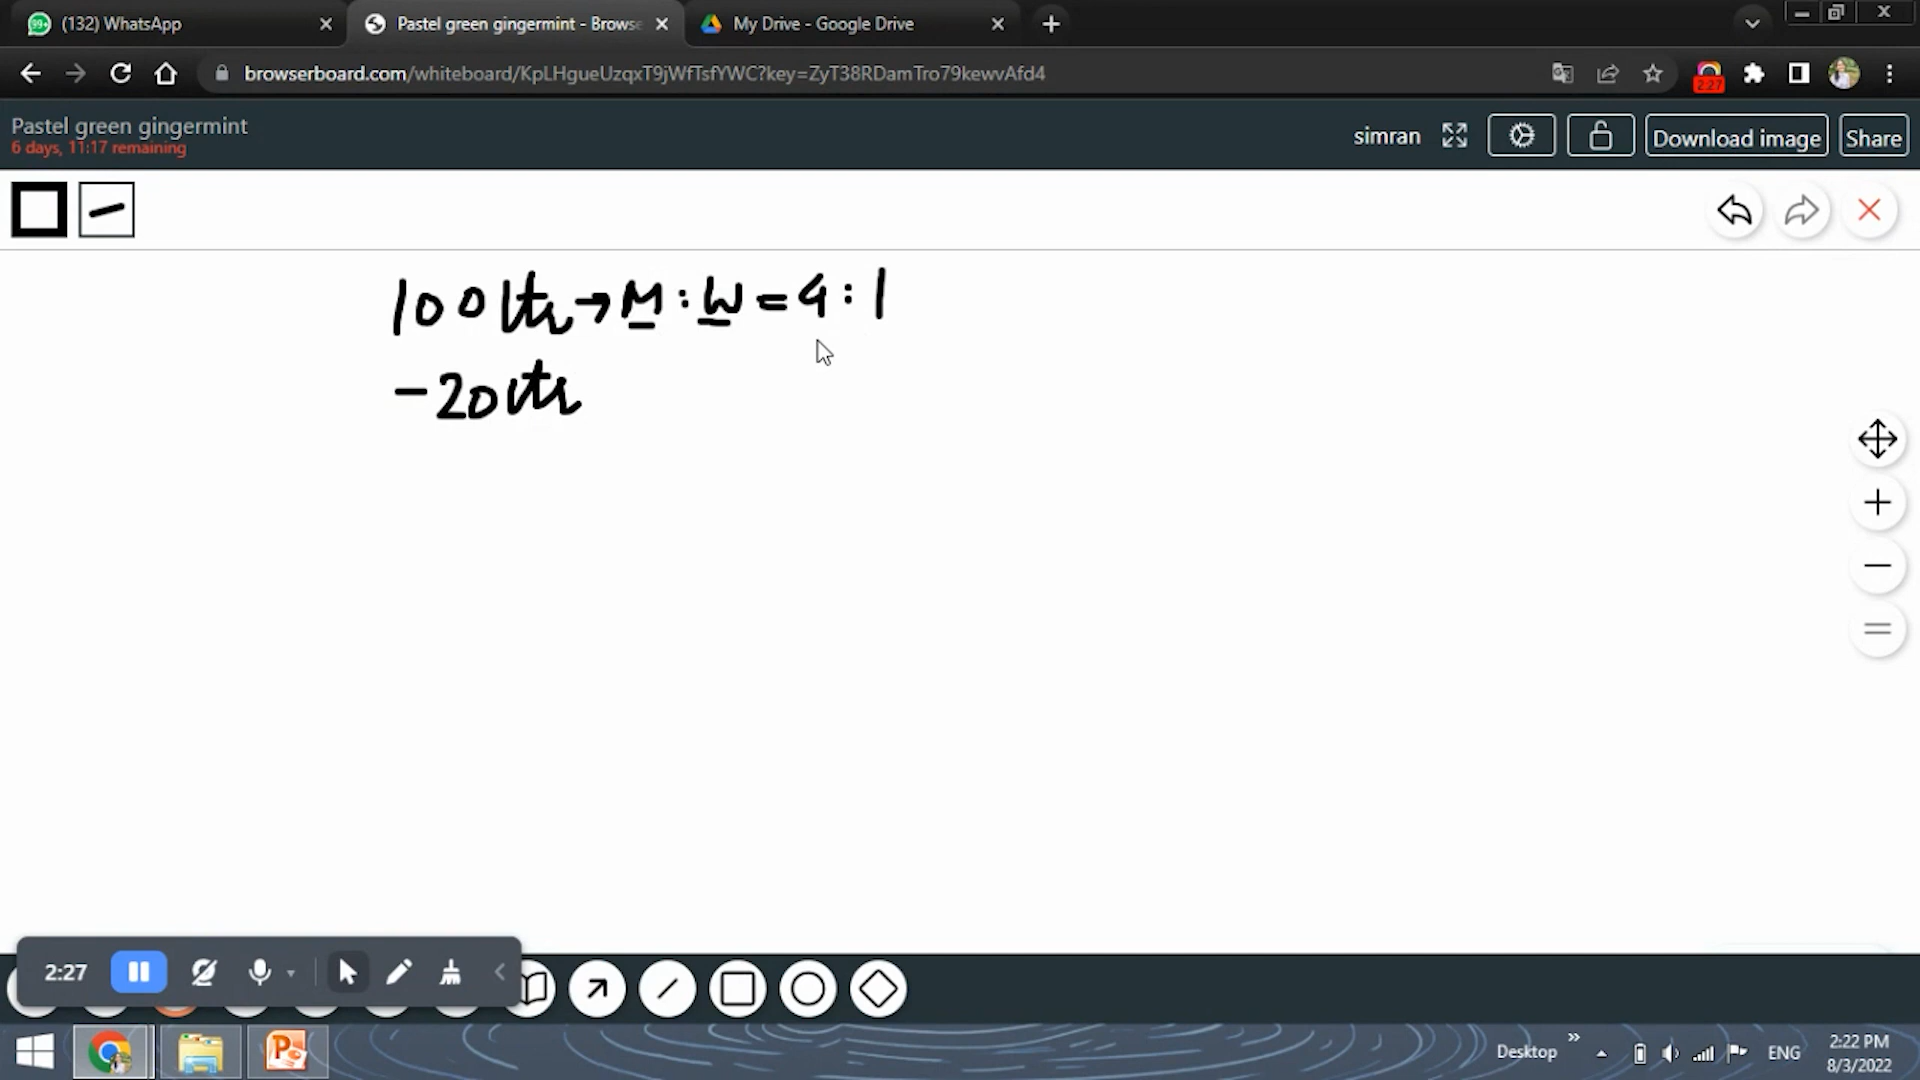 (132) WhatsApp
Pastel green gingermint - Browse
My Drive - Google Drive
browserboard.com/whiteboard/KpLHgueUzqxT9jWfTsfYWC?key=ZyT38RDamTro79kewvAfd4
2:27
Pastel green gingermint
6 days, 11:17 remaining
simran
Download image
Share
100 ltr → M : W = 4 : 1
- 20 ltr
2:27
Desktop
ENG
2:22 PM
8/3/2022